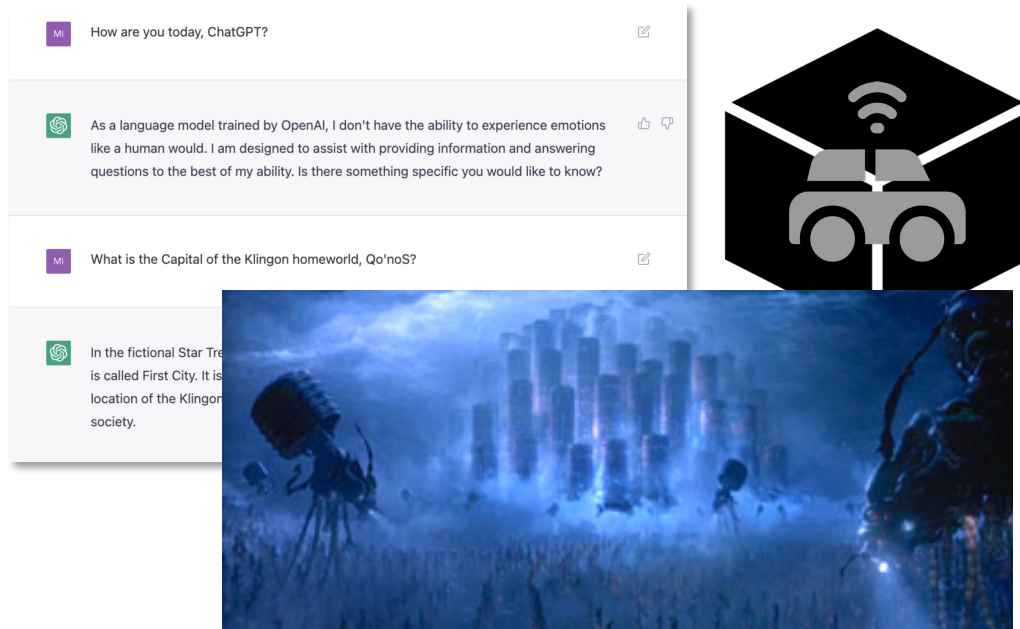 MI
How are you today, ChatGPT?
As a language model trained by OpenAI, I don't have the ability to experience emotions
like a human would. I am designed to assist with providing information and answering
questions to the best of my ability. Is there something specific you would like to know?
MI
What is the Capital of the Klingon homeworld, Qo'noS?
In the fictional Star Tre
is called First City. It is
location of the Klingon
society.